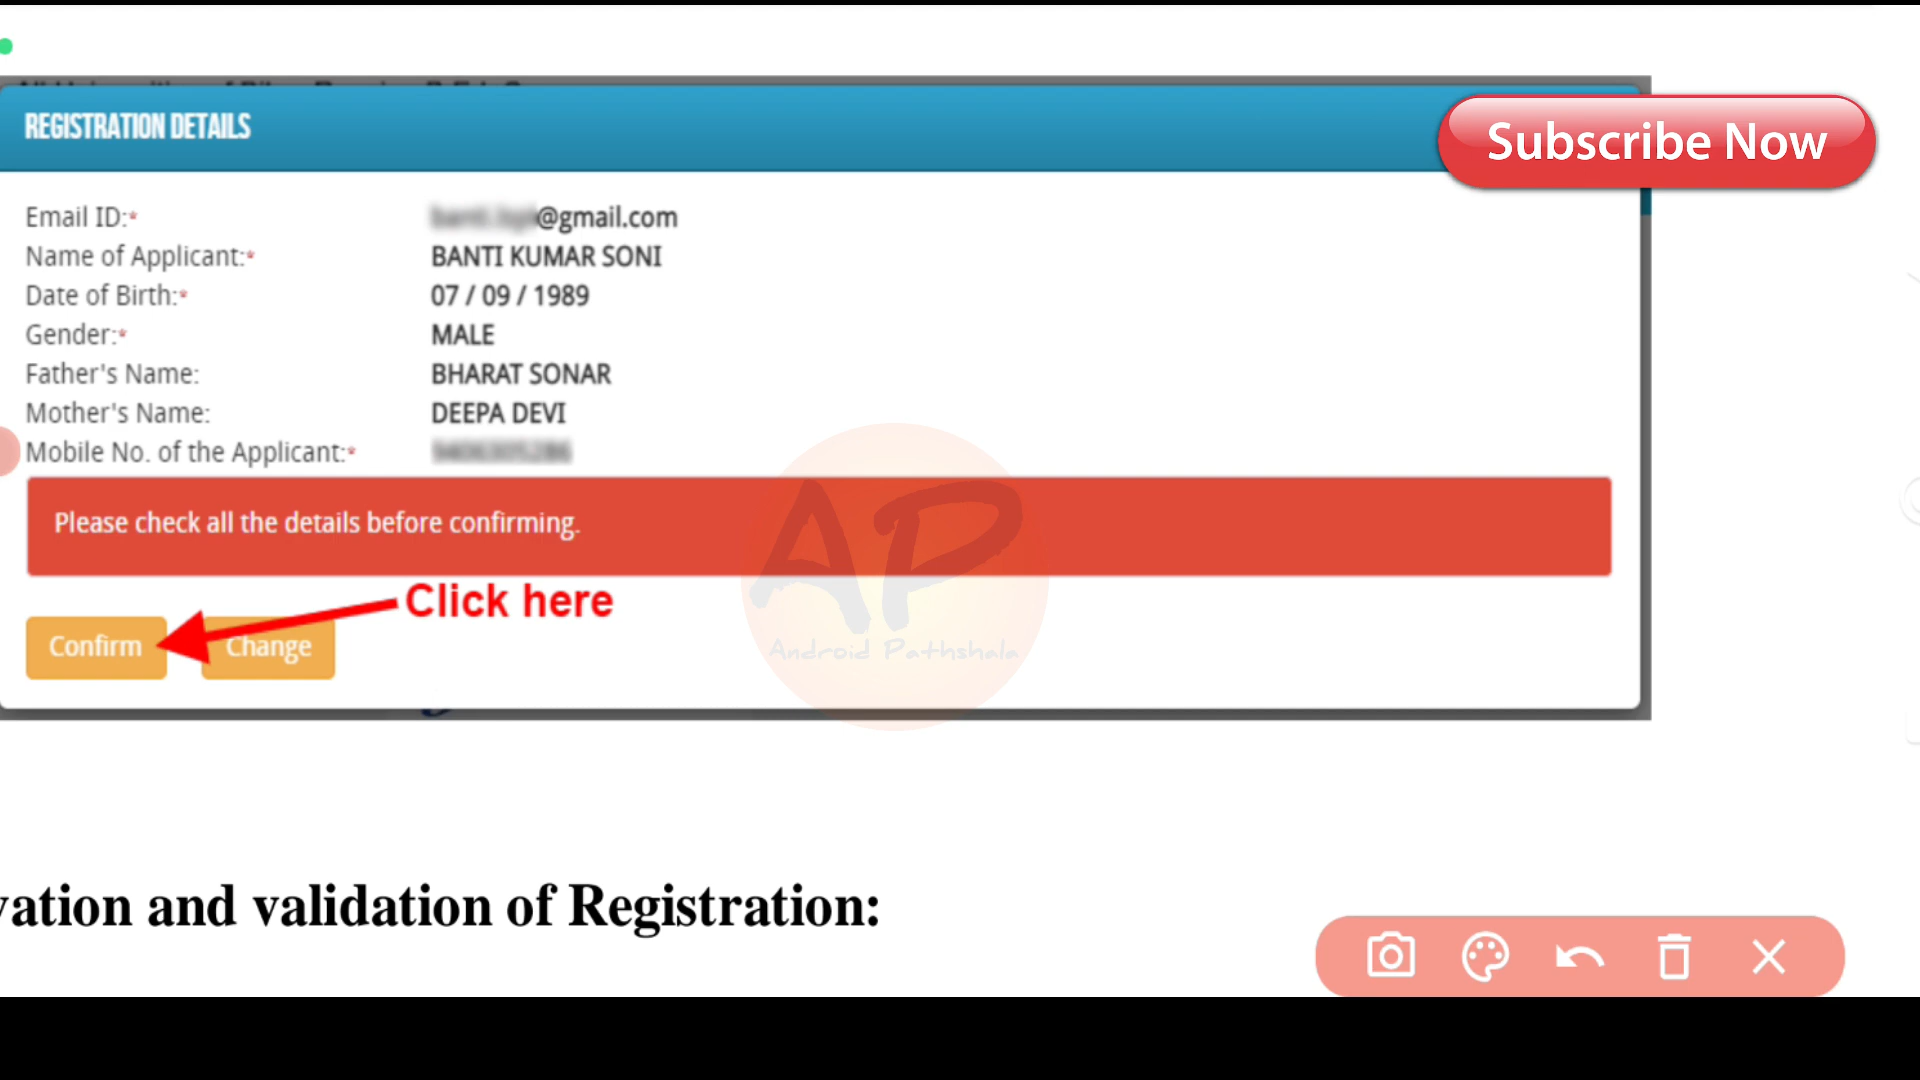 REGISTRATION DETAILS
Subscribe Now
Email ID:* @gmail.com
Name of Applicant:* BANTI KUMAR SONI
Date of Birth:* 07 / 09 / 1989
Gender:* MALE
Father's Name: BHARAT SONAR
Mother's Name: DEEPA DEVI
Mobile No. of the Applicant:*
Please check all the details before confirming.
Click here
Confirm Change
AP
Android Pathshala
vation and validation of Registration: